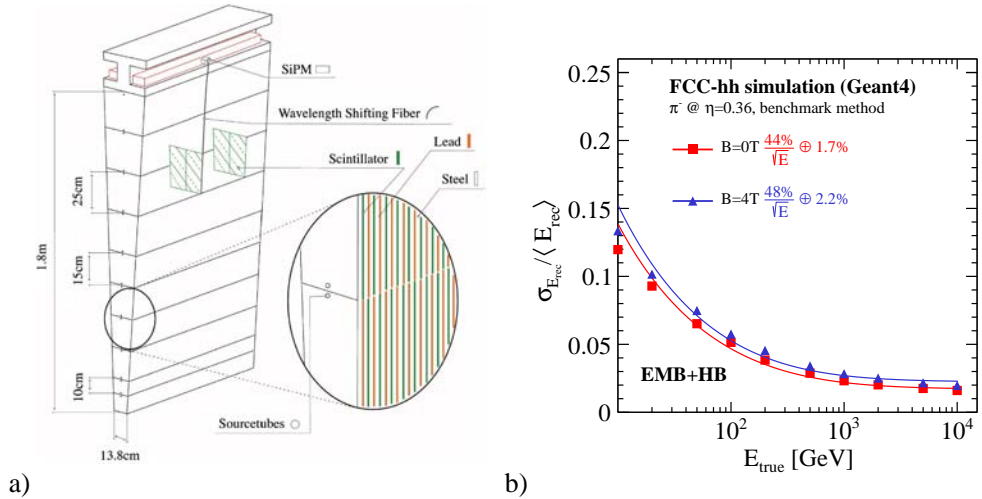 SiPM
Wavelength Shifting Fiber
Lead
Scintillator
Steel
25cm
1.8m
15cm
10cm
Sourcetubes
13.8cm
a)
FCC-hh simulation (Geant4)
π⁻ @ η=0.36, benchmark method
B=0T 44%/√E ⊕ 1.7%
B=4T 48%/√E ⊕ 2.2%
EMB+HB
σ_{E_rec}/⟨E_rec⟩
0.25
0.2
0.15
0.1
0.05
0
10²
10³
10⁴
E_true [GeV]
b)